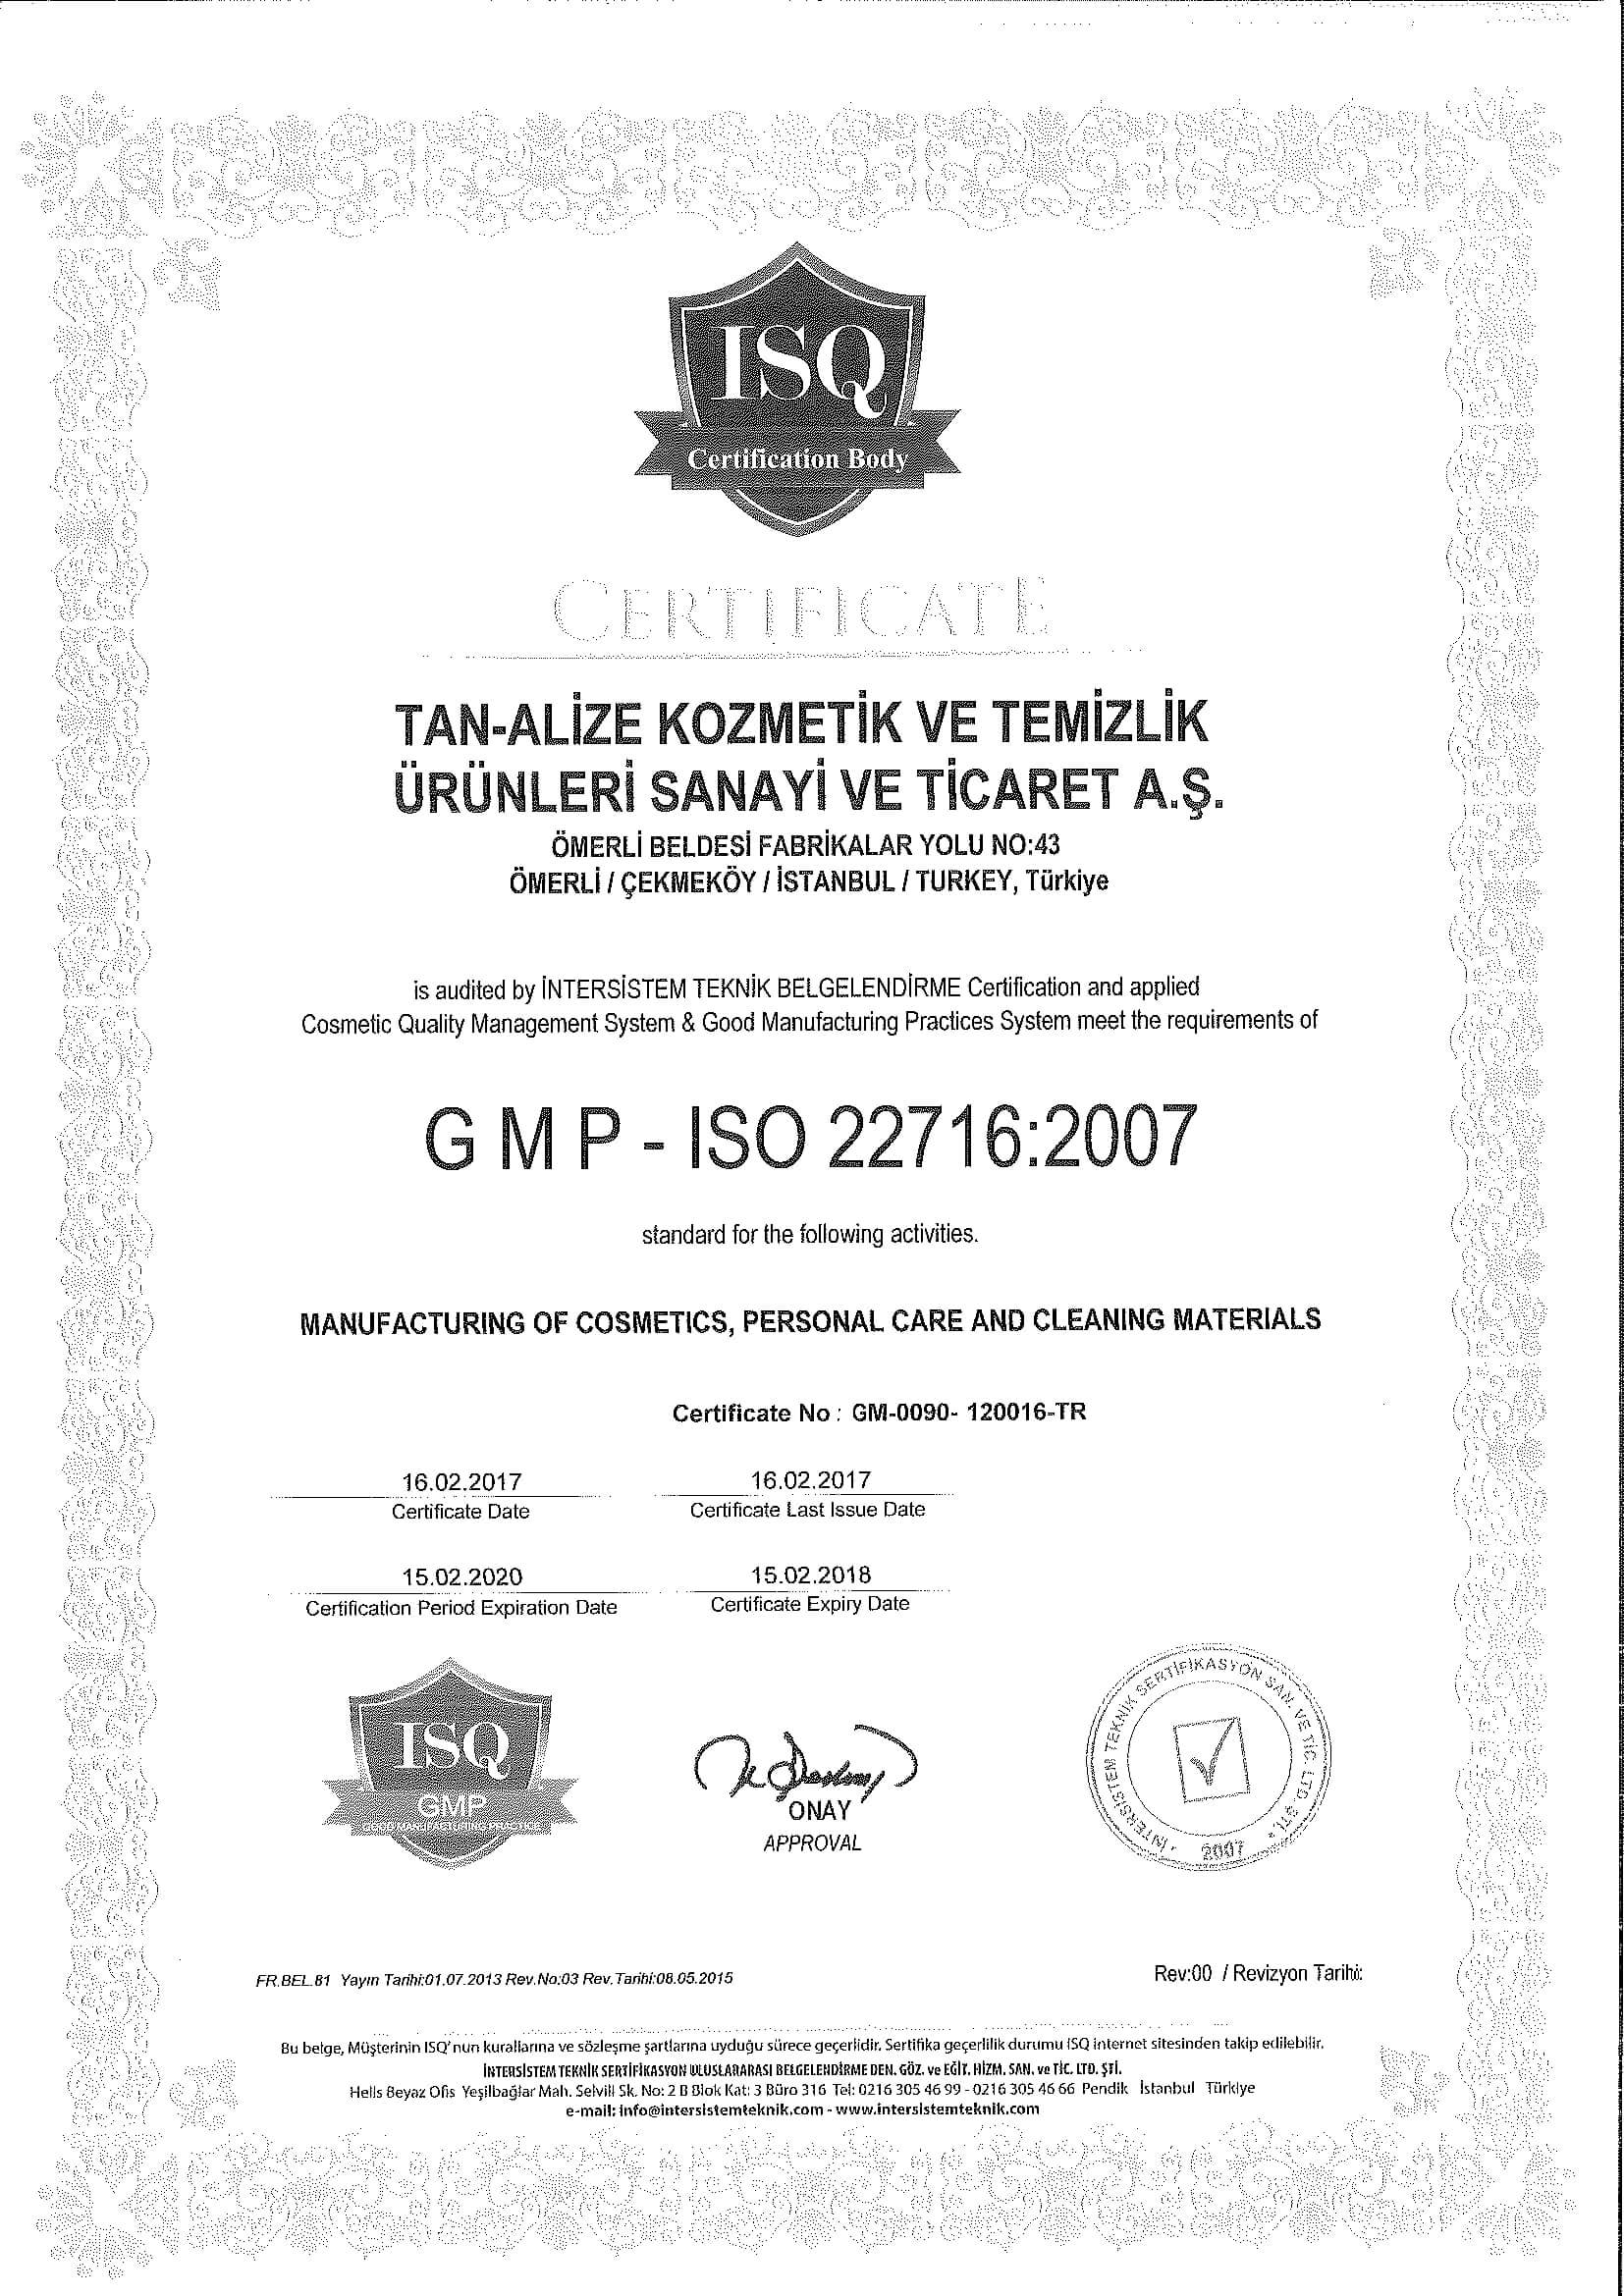 ISQ
Certification Body
CERTIFICATE
TAN-ALİZE KOZMETİK VE TEMİZLİK
ÜRÜNLERİ SANAYİ VE TİCARET A.Ş.
ÖMERLİ BELDESİ FABRİKALAR YOLU NO:43
ÖMERLİ / ÇEKMEKÖY / İSTANBUL / TURKEY, Türkiye
is audited by İNTERSİSTEM TEKNİK BELGELENDİRME Certification and applied
Cosmetic Quality Management System & Good Manufacturing Practices System meet the requirements of
G M P - ISO 22716:2007
standard for the following activities.
MANUFACTURING OF COSMETICS, PERSONAL CARE AND CLEANING MATERIALS
Certificate No : GM-0090- 120016-TR
16.02.2017 16.02.2017
Certificate Date Certificate Last Issue Date
15.02.2020 15.02.2018
Certification Period Expiration Date Certificate Expiry Date
ISQ
GMP
GOOD MANUFACTURING PRACTICE
ONAY
APPROVAL
İNTERSİSTEM TEKNİK SERTİFİKASYON SAN. VE TİC. LTD. ŞTİ.
2007
FR.BEL.81 Yayın Tarihi:01.07.2013 Rev.No:03 Rev.Tarihi:08.05.2015
Rev:00 / Revizyon Tarihi:
Bu belge, Müşterinin ISQ'nun kurallarına ve sözleşme şartlarına uyduğu sürece geçerlidir. Sertifika geçerlilik durumu ISQ internet sitesinden takip edilebilir.
İNTERSİSTEM TEKNİK SERTİFİKASYON ULUSLARARASI BELGELENDİRME DEN. GÖZ. ve EĞİT. HİZM. SAN. ve TİC. LTD. ŞTİ.
Helis Beyaz Ofis Yeşilbağlar Mah. Selvili Sk. No: 2 B Blok Kat: 3 Büro 316 Tel: 0216 305 46 99 - 0216 305 46 66 Pendik İstanbul Türkiye
e-mail: info@intersistemteknik.com - www.intersistemteknik.com